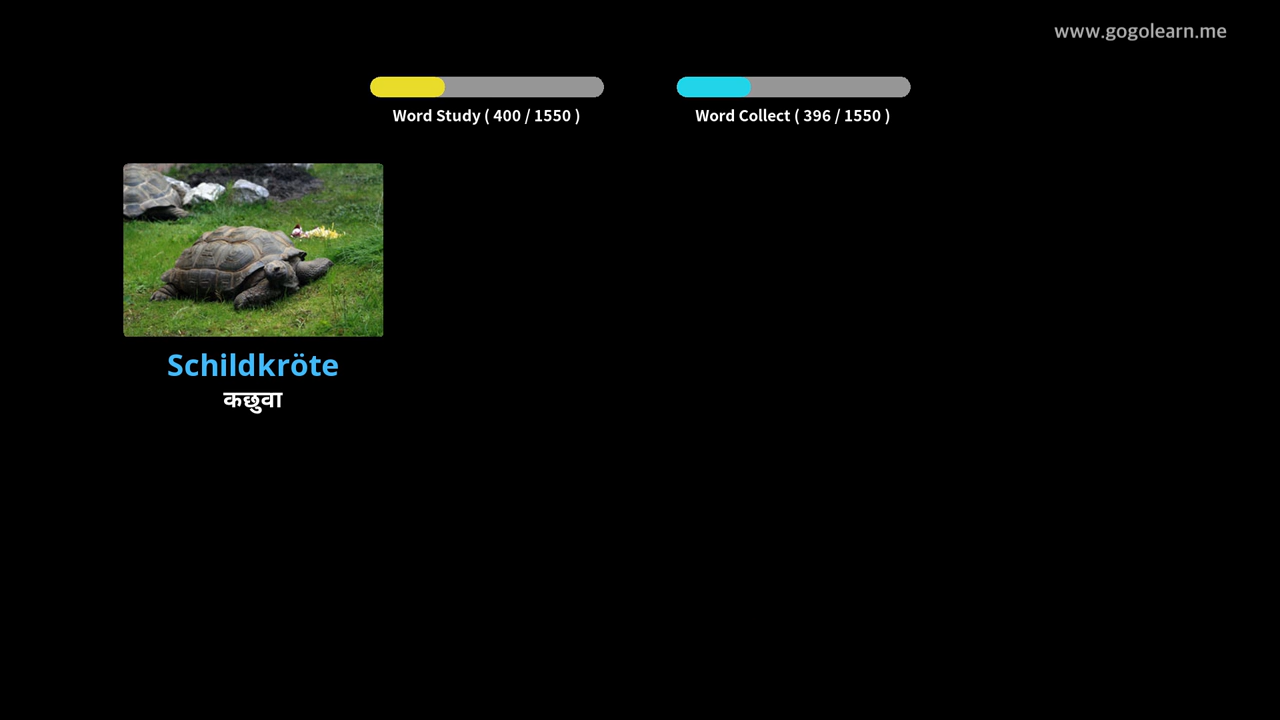 www.gogolearn.me
Word Study ( 400 / 1550 )
Word Collect ( 396 / 1550 )
Schildkröte
कछुवा